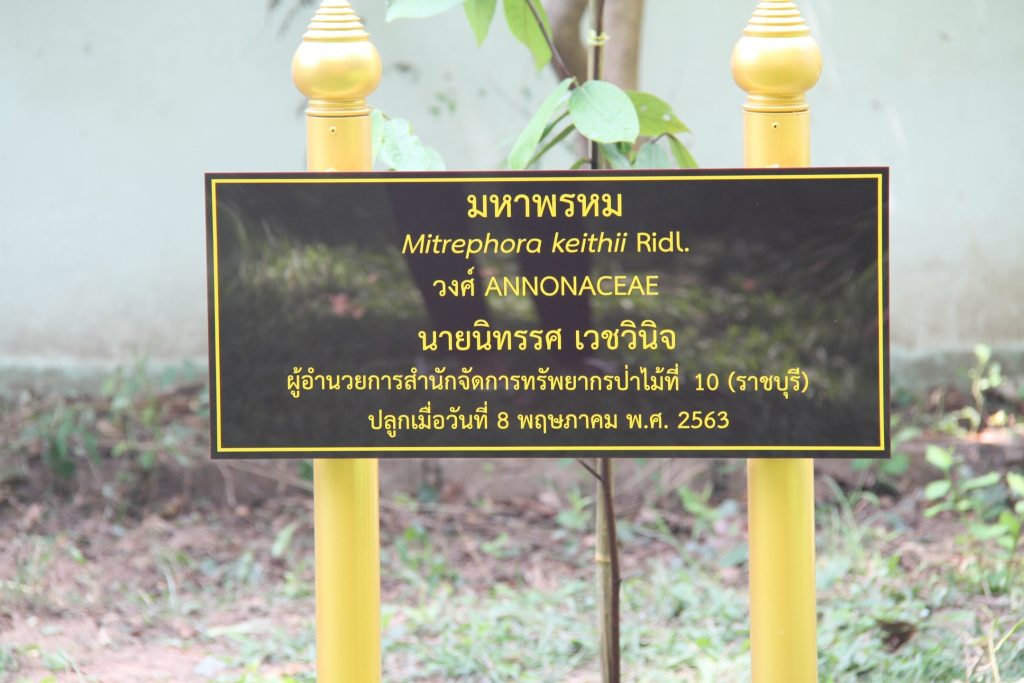 มหาพรหม
Mitrephora keithii Ridl.
วงศ์ ANNONACEAE
นายนิทรรศ เวชวินิจ
ผู้อำนวยการสำนักจัดการทรัพยากรป่าไม้ที่ 10 (ราชบุรี)
ปลูกเมื่อวันที่ 8 พฤษภาคม พ.ศ. 2563